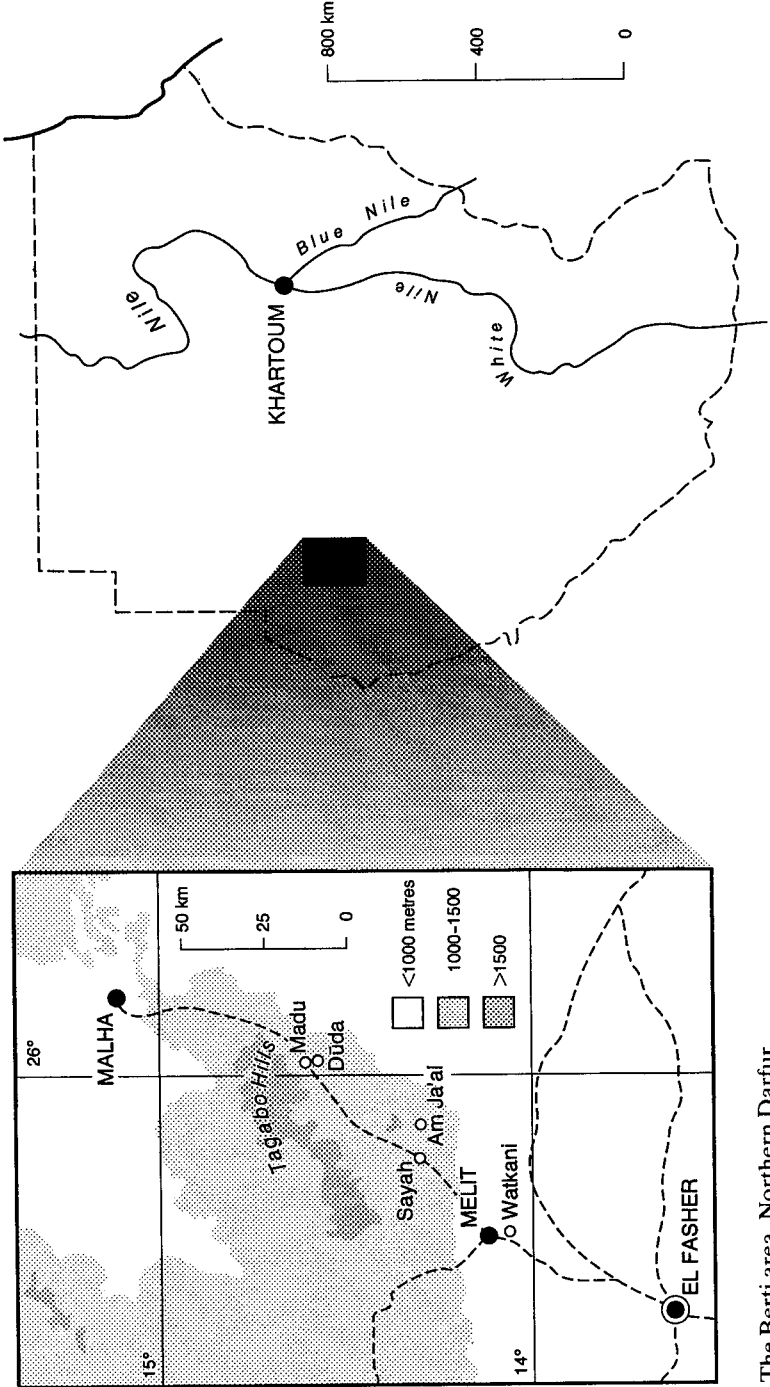 26°
15°
14°
MALHA
Tagabo Hills
Madu
Dūda
Sayah
Am Ja'al
MELIT
Watkani
EL FASHER
50 km
25
0
<1000 metres
1000-1500
>1500
Nile
KHARTOUM
Blue Nile
White Nile
800 km
400
0
The Berti area, Northern Darfur